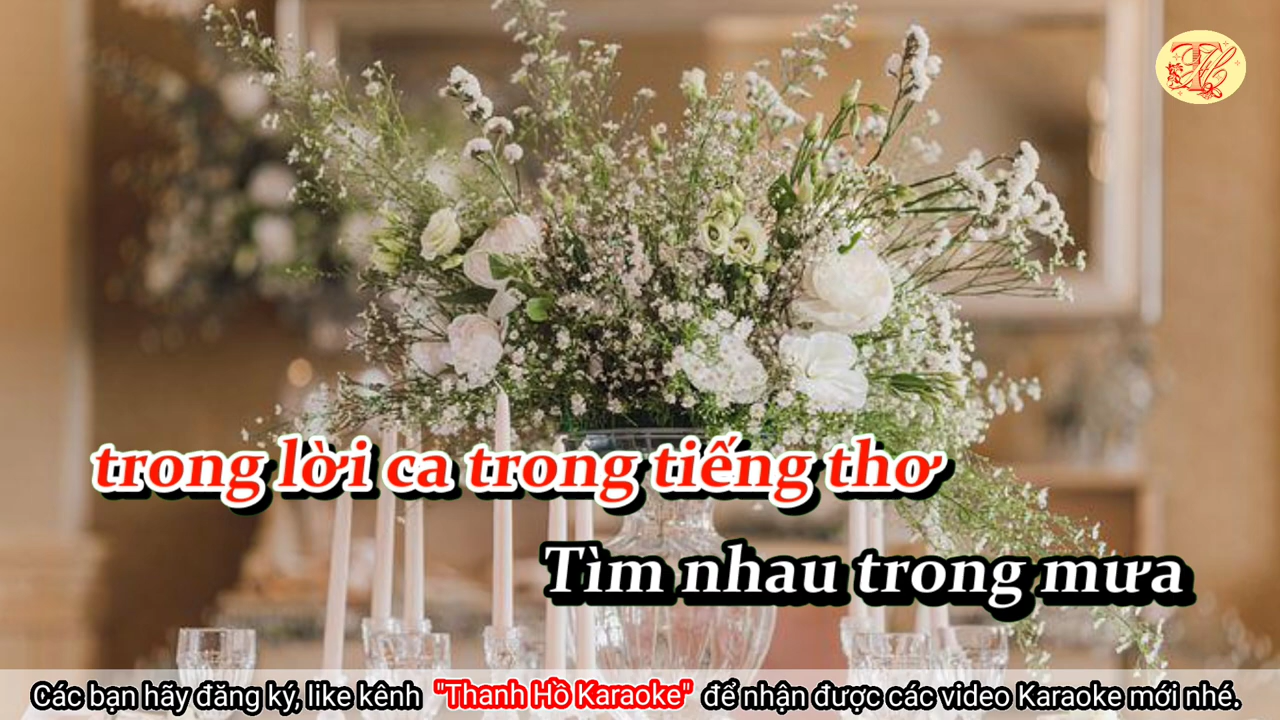 trong lời ca trong tiếng thơ
Tìm nhau trong mưa
Các bạn hãy đăng ký, like kênh "Thanh Hồ Karaoke" để nhận được các video Karaoke mới nhé.